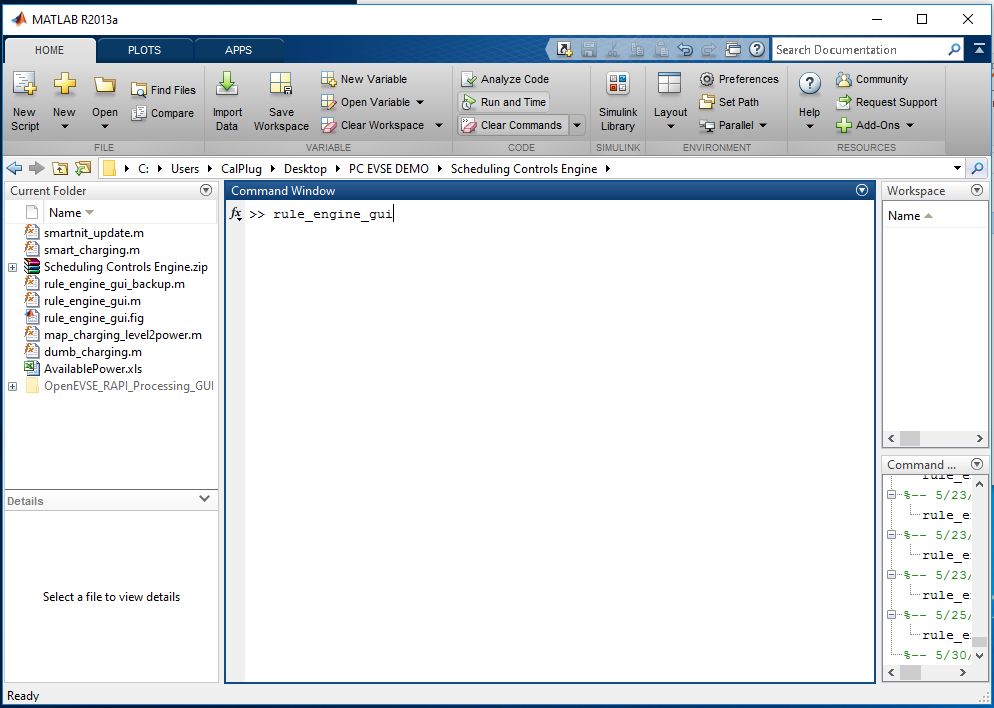 MATLAB R2013a
HOME PLOTS APPS
Search Documentation
New Script
New
Open
Find Files
Compare
Import Data
Save Workspace
New Variable
Open Variable
Clear Workspace
Analyze Code
Run and Time
Clear Commands
Simulink Library
Layout
Preferences
Set Path
Parallel
Help
Community
Request Support
Add-Ons
FILE VARIABLE CODE SIMULINK ENVIRONMENT RESOURCES
C: Users CalPlug Desktop PC EVSE DEMO Scheduling Controls Engine
Current Folder
Name
smartnit_update.m
smart_charging.m
Scheduling Controls Engine.zip
rule_engine_gui_backup.m
rule_engine_gui.m
rule_engine_gui.fig
map_charging_level2power.m
dumb_charging.m
AvailablePower.xls
OpenEVSE_RAPI_Processing_GUI
Details
Select a file to view details
Command Window
fx >> rule_engine_gui
Workspace
Name
Command ...
rule_e
%-- 5/23/
rule_e
%-- 5/23/
rule_e
%-- 5/23/
rule_e
%-- 5/25/
rule_e
%-- 5/30/
Ready